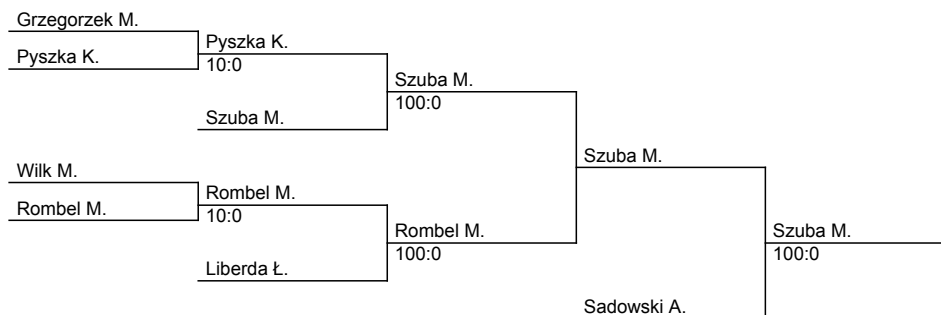 Grzegorzek M.
Pyszka K.
Pyszka K.
10:0
Szuba M.
100:0
Szuba M.
Szuba M.
Wilk M.
Rombel M.
Rombel M.
10:0
Szuba M.
100:0
Rombel M.
100:0
Liberda Ł.
Sadowski A.